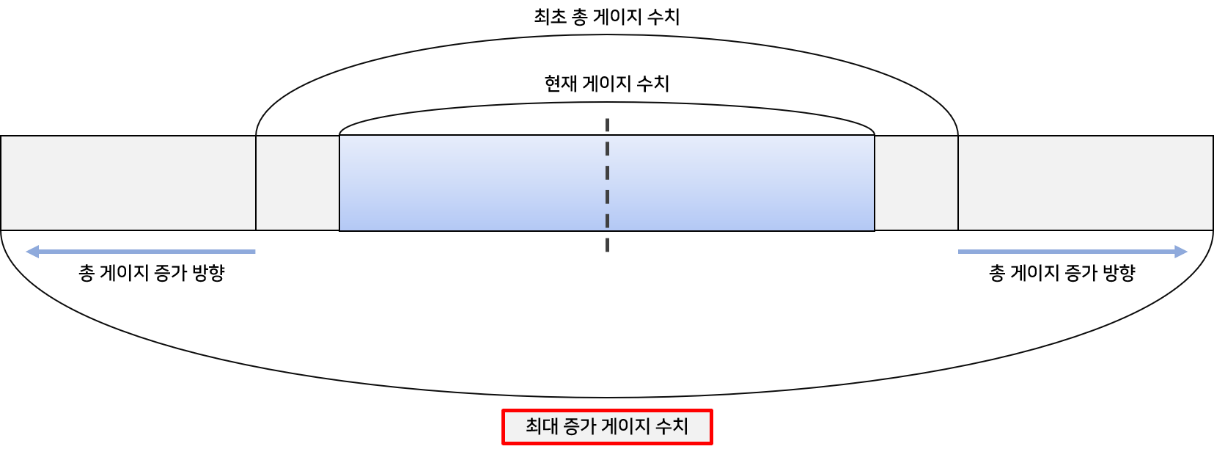 최초 총 게이지 수치
현재 게이지 수치
총 게이지 증가 방향
총 게이지 증가 방향
최대 증가 게이지 수치